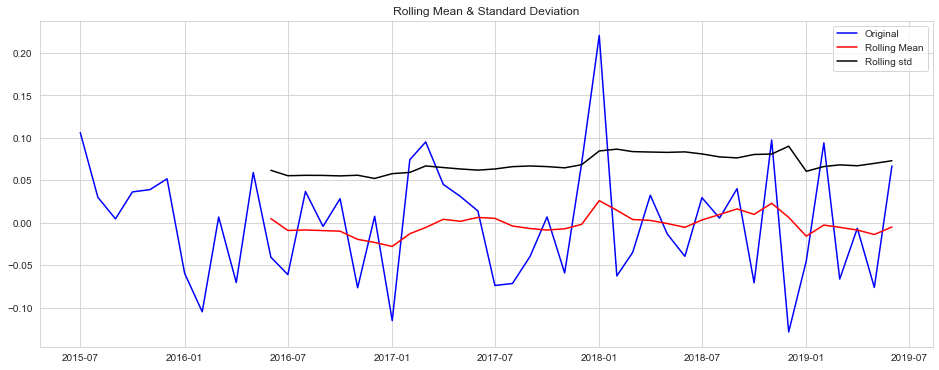 Rolling Mean & Standard Deviation
Original
Rolling Mean
Rolling std
0.20
0.15
0.10
0.05
0.00
−0.05
−0.10
2015-07 2016-01 2016-07 2017-01 2017-07 2018-01 2018-07 2019-01 2019-07